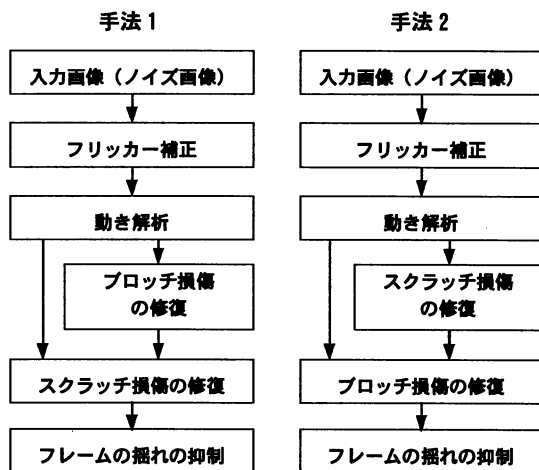 手法1
入力画像（ノイズ画像）
フリッカー補正
動き解析
ブロッチ損傷
の修復
スクラッチ損傷の修復
フレームの揺れの抑制
手法2
入力画像（ノイズ画像）
フリッカー補正
動き解析
スクラッチ損傷
の修復
ブロッチ損傷の修復
フレームの揺れの抑制